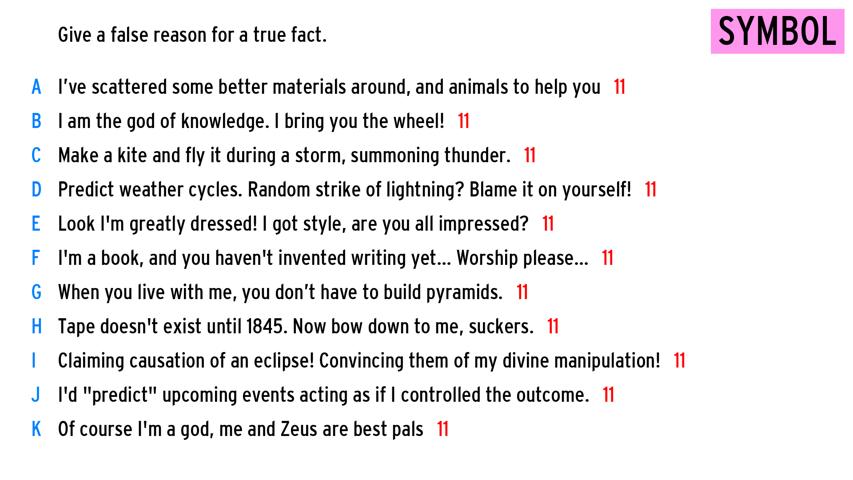 Give a false reason for a true fact.
SYMBOL
A I've scattered some better materials around, and animals to help you 11
B I am the god of knowledge. I bring you the wheel! 11
C Make a kite and fly it during a storm, summoning thunder. 11
D Predict weather cycles. Random strike of lightning? Blame it on yourself! 11
E Look I'm greatly dressed! I got style, are you all impressed? 11
F I'm a book, and you haven't invented writing yet... Worship please... 11
G When you live with me, you don't have to build pyramids. 11
H Tape doesn't exist until 1845. Now bow down to me, suckers. 11
I Claiming causation of an eclipse! Convincing them of my divine manipulation! 11
J I'd "predict" upcoming events acting as if I controlled the outcome. 11
K Of course I'm a god, me and Zeus are best pals 11